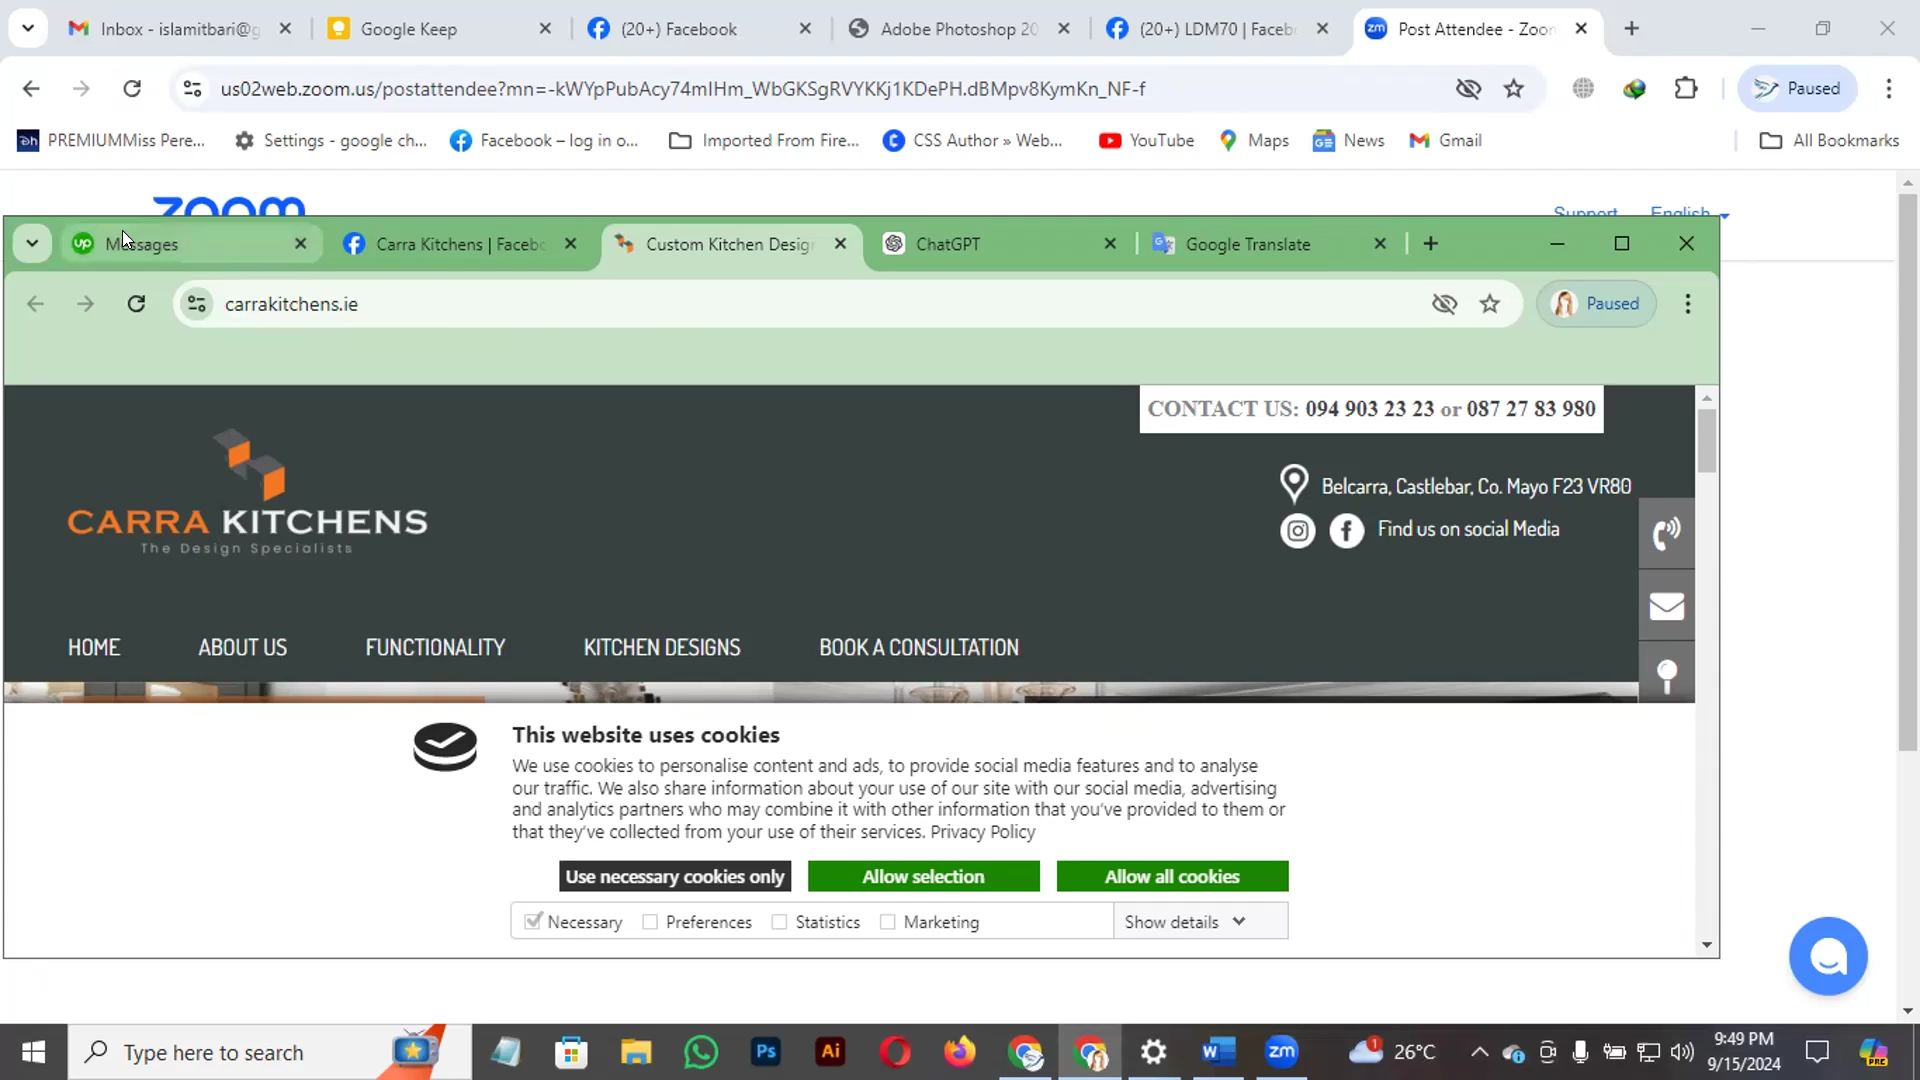 Inbox - islamitbari@g
Google Keep
(20+) Facebook
Adobe Photoshop 20
(20+) LDM70 | Faceb
Post Attendee - Zoon
us02web.zoom.us/postattendee?mn=-kWYpPubAcy74mIHm_WbGKSgRVYKKj1KDePH.dBMpv8KymKn_NF-f
Paused
PREMIUMMiss Pere...
Settings - google ch...
Facebook – log in o...
Imported From Fire...
CSS Author » Web...
YouTube
Maps
News
Gmail
All Bookmarks
zoom
Support
English
Messages
Carra Kitchens | Facebo
Custom Kitchen Desig
ChatGPT
Google Translate
carrakitchens.ie
Paused
CONTACT US: 094 903 23 23 or 087 27 83 980
CARRA KITCHENS
The Design Specialists
Belcarra, Castlebar, Co. Mayo F23 VR80
Find us on social Media
HOME
ABOUT US
FUNCTIONALITY
KITCHEN DESIGNS
BOOK A CONSULTATION
This website uses cookies
We use cookies to personalise content and ads, to provide social media features and to analyse
our traffic. We also share information about your use of our site with our social media, advertising
and analytics partners who may combine it with other information that you've provided to them or
that they've collected from your use of their services. Privacy Policy
Use necessary cookies only
Allow selection
Allow all cookies
Necessary
Preferences
Statistics
Marketing
Show details
Type here to search
26°C
9:49 PM
9/15/2024